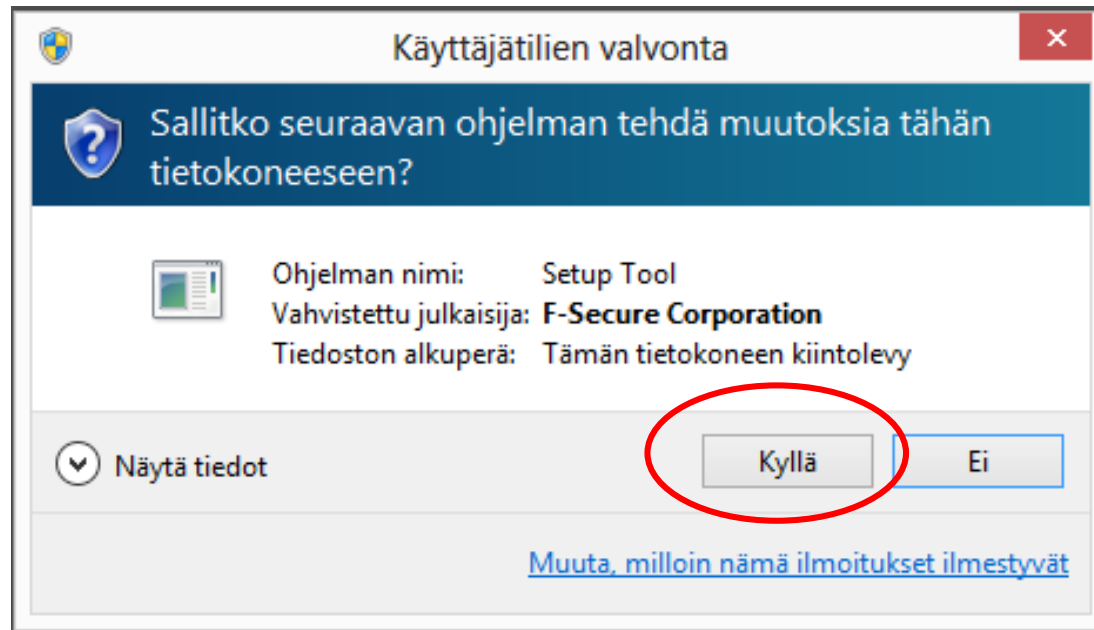 Käyttäjätilien valvonta
Sallitko seuraavan ohjelman tehdä muutoksia tähän
tietokoneeseen?
Ohjelman nimi: Setup Tool
Vahvistettu julkaisija: F-Secure Corporation
Tiedoston alkuperä: Tämän tietokoneen kiintolevy
Näytä tiedot Kyllä Ei
Muuta, milloin nämä ilmoitukset ilmestyvät